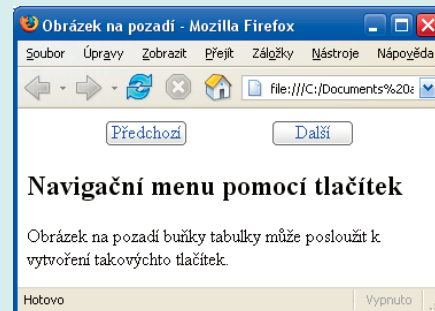 Obrázek na pozadí - Mozilla Firefox
Soubor Úpravy Zobrazit Přejít Záložky Nástroje Nápověda
file:///C:/Documents%20a
Předchozí Další
Navigační menu pomocí tlačítek
Obrázek na pozadí buňky tabulky může posloužit k
vytvoření takovýchto tlačítek.
Hotovo Vypnuto